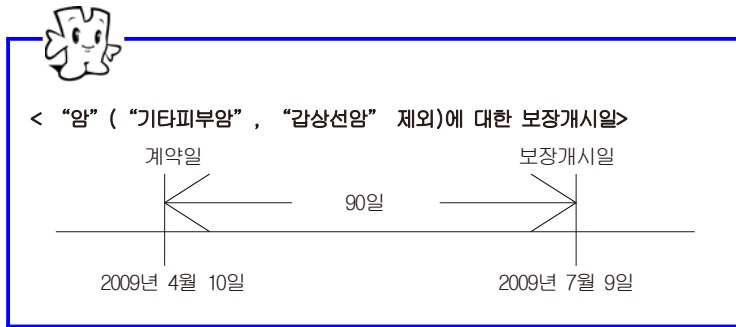 < “암” ( “기타피부암” , “갑상선암” 제외)에 대한 보장개시일>
계약일 보장개시일
90일
2009년 4월 10일 2009년 7월 9일